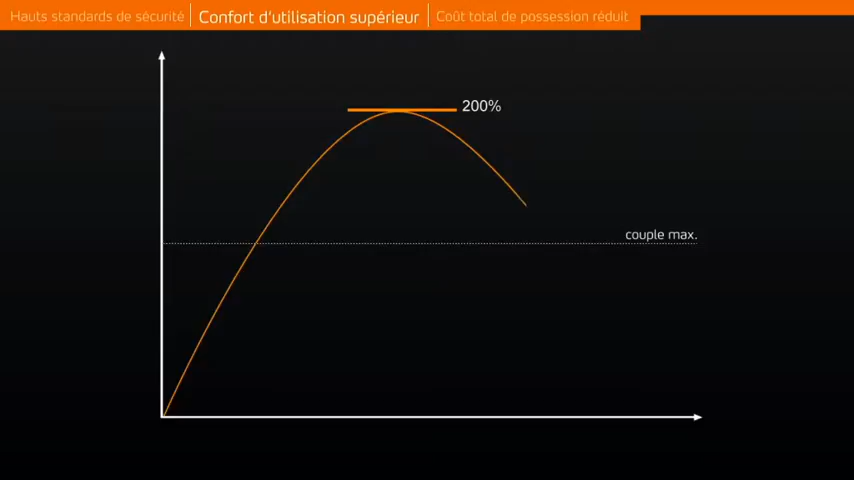 Hauts standards de sécurité
Confort d'utilisation supérieur
Coût total de possession réduit
200%
couple max.